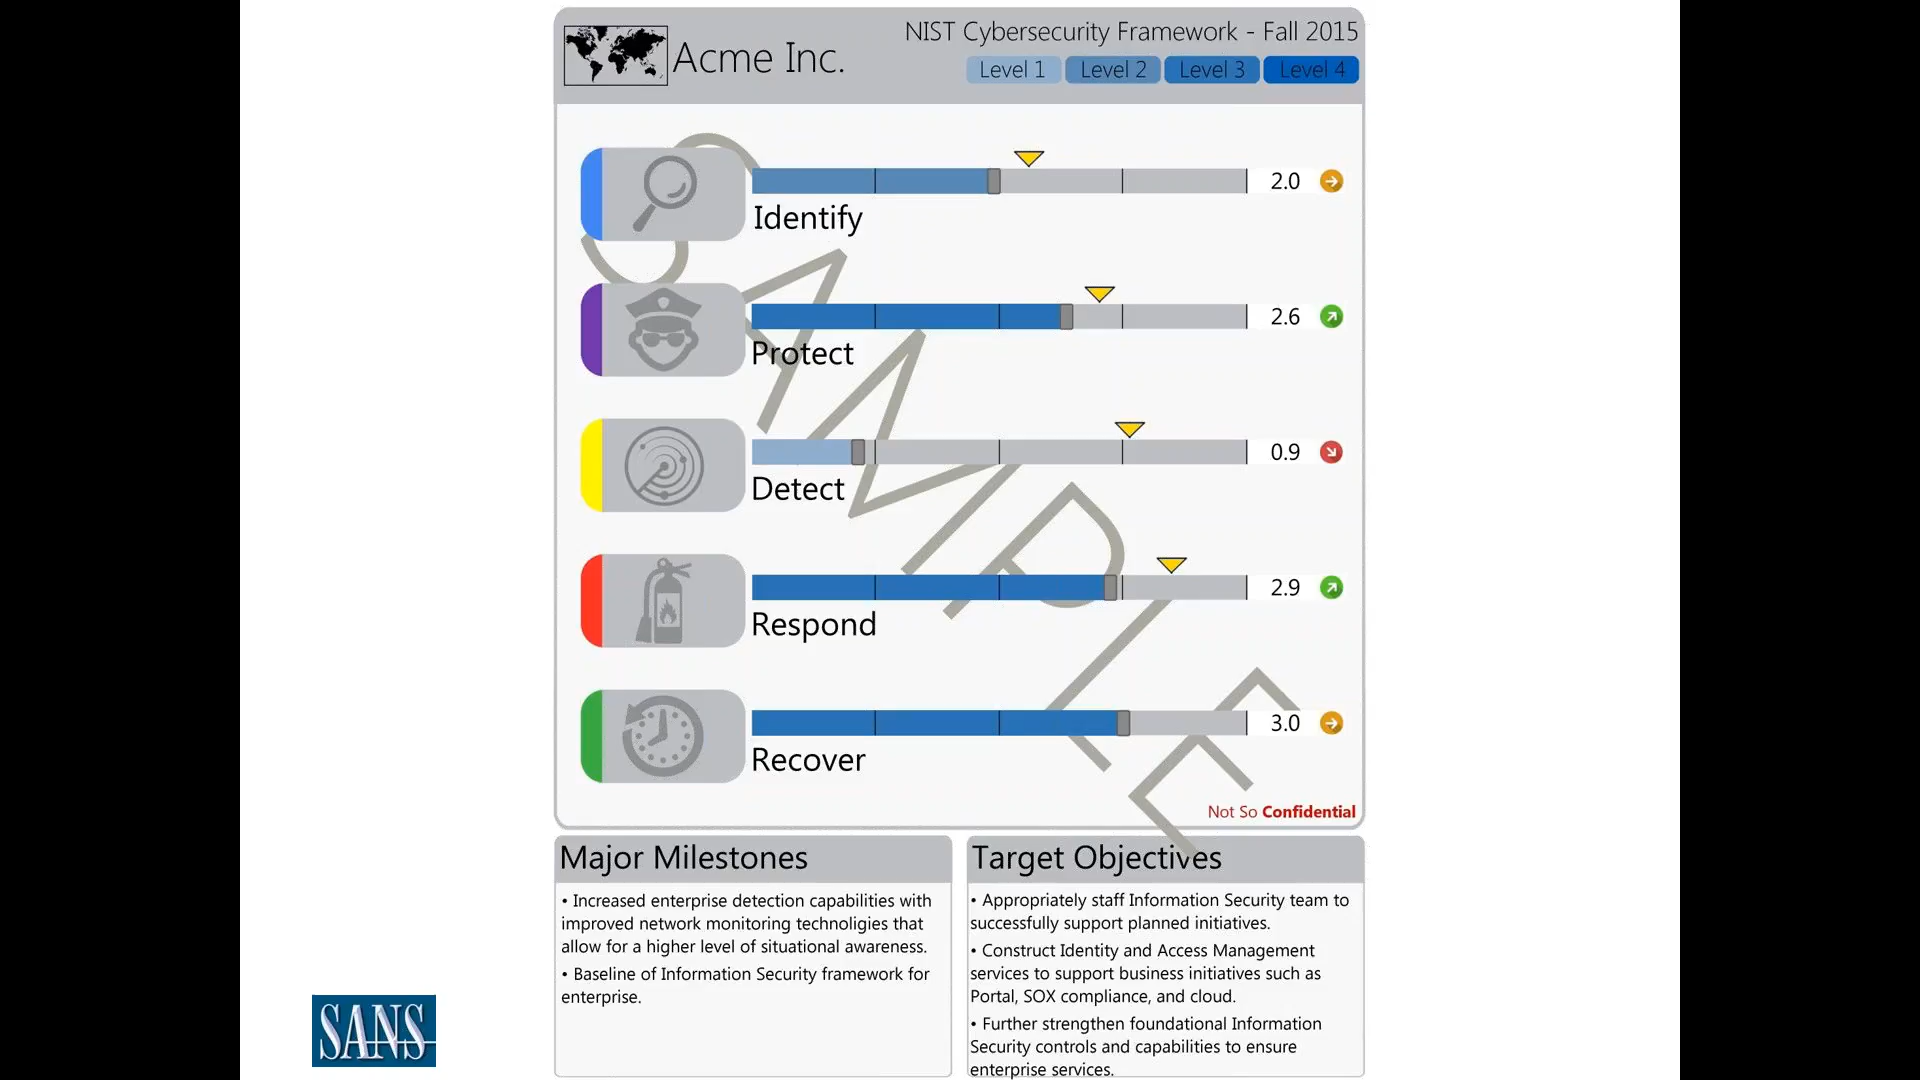 NIST Cybersecurity Framework - Fall 2015
Acme Inc.
Level 1 Level 2 Level 3 Level 4
2.0
Identify
2.6
Protect
0.9
Detect
2.9
Respond
3.0
Recover
SAMPLE
Not So Confidential
Major Milestones
• Increased enterprise detection capabilities with
improved network monitoring technoligies that
allow for a higher level of situational awareness.
• Baseline of Information Security framework for
enterprise.
Target Objectives
• Appropriately staff Information Security team to
successfully support planned initiatives.
• Construct Identity and Access Management
services to support business initiatives such as
Portal, SOX compliance, and cloud.
• Further strengthen foundational Information
Security controls and capabilities to ensure
enterprise services.
SANS